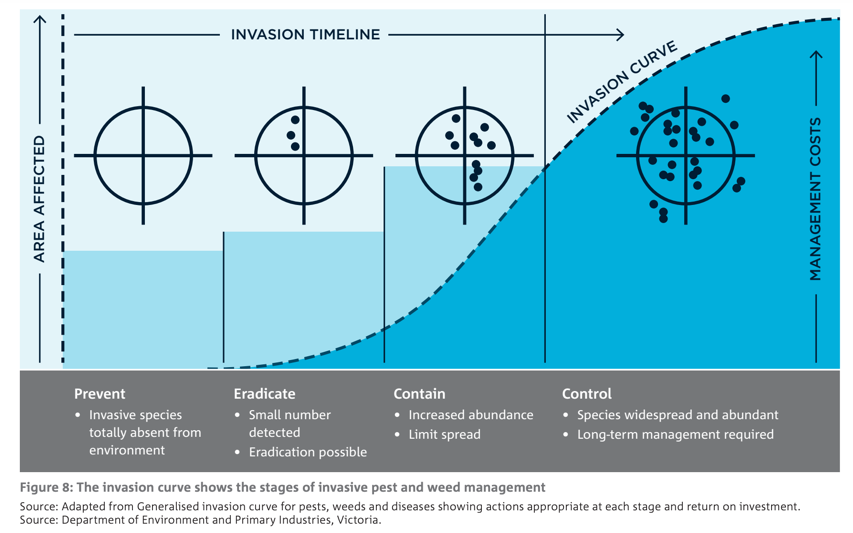 INVASION TIMELINE
INVASION CURVE
AREA AFFECTED
MANAGEMENT COSTS
Prevent
• Invasive species
totally absent from
environment
Eradicate
• Small number
detected
• Eradication possible
Contain
• Increased abundance
• Limit spread
Control
• Species widespread and abundant
• Long-term management required
Figure 8: The invasion curve shows the stages of invasive pest and weed management
Source: Adapted from Generalised invasion curve for pests, weeds and diseases showing actions appropriate at each stage and return on investment.
Source: Department of Environment and Primary Industries, Victoria.